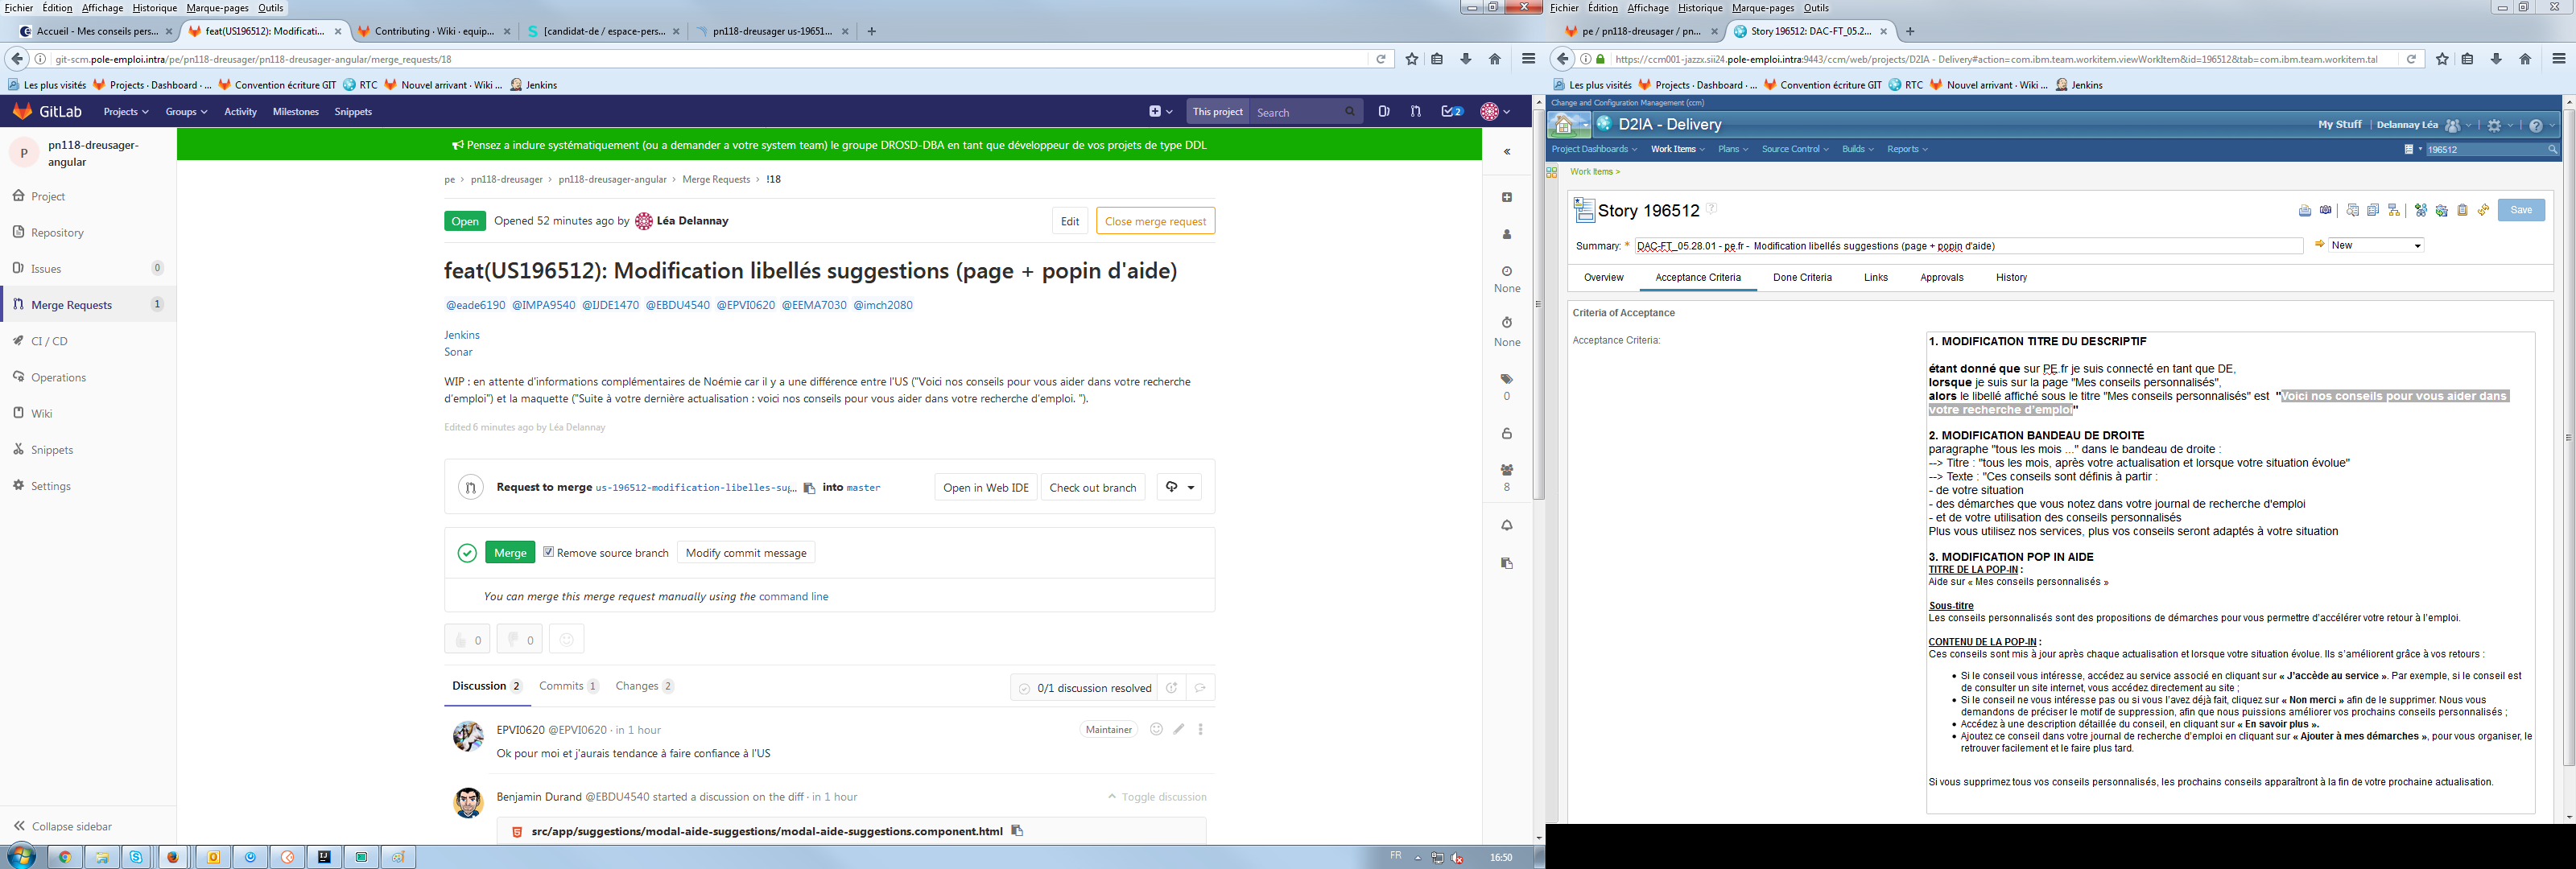 Fichier Édition Affichage Historique Marque-pages Outils
Accueil - Mes conseils pers...
feat(US196512): Modificati...
Contributing · Wiki · equip...
[candidat-de / espace-pers...
pn118-dreusager us-19651...
git-scm.pole-emploi.intra/pe/pn118-dreusager/pn118-dreusager-angular/merge_requests/18
Les plus visités Projects · Dashboard · ... Convention écriture GIT RTC Nouvel arrivant · Wiki ... Jenkins
GitLab Projects Groups Activity Milestones Snippets This project Search 2
P pn118-dreusager-angular
Project
Repository
Issues 0
Merge Requests 1
CI / CD
Operations
Wiki
Snippets
Settings
Collapse sidebar
Pensez a inclure systématiquement (ou a demander a votre system team) le groupe DROSD-DBA en tant que développeur de vos projets de type DDL
pe > pn118-dreusager > pn118-dreusager-angular > Merge Requests > !18
Open Opened 52 minutes ago by Léa Delannay Edit Close merge request
feat(US196512): Modification libellés suggestions (page + popin d'aide)
@eade6190 @IMPA9540 @IJDE1470 @EBDU4540 @EPVI0620 @EEMA7030 @imch2080
Jenkins
Sonar
WIP : en attente d'informations complémentaires de Noémie car il y a une différence entre l'US ("Voici nos conseils pour vous aider dans votre recherche
d'emploi") et la maquette ("Suite à votre dernière actualisation : voici nos conseils pour vous aider dans votre recherche d'emploi. ").
Edited 6 minutes ago by Léa Delannay
Request to merge us-196512-modification-libelles-sug... into master Open in Web IDE Check out branch
Merge Remove source branch Modify commit message
You can merge this merge request manually using the command line
0 0
Discussion 2 Commits 1 Changes 2 0/1 discussion resolved
EPVI0620 @EPVI0620 · in 1 hour Maintainer
Ok pour moi et j'aurais tendance à faire confiance à l'US
Benjamin Durand @EBDU4540 started a discussion on the diff · in 1 hour Toggle discussion
src/app/suggestions/modal-aide-suggestions/modal-aide-suggestions.component.html
None
None
0
8
FR 16:50
Fichier Édition Affichage Historique Marque-pages Outils
pe / pn118-dreusager / pn...
Story 196512: DAC-FT_05.2...
https://ccm001-jazzx.sii24.pole-emploi.intra:9443/ccm/web/projects/D2IA - Delivery#action=com.ibm.team.workitem.viewWorkItem&id=196512&tab=com.ibm.team.workitem.tal
Les plus visités Projects · Dashboard · ... Convention écriture GIT RTC Nouvel arrivant · Wiki ... Jenkins
Change and Configuration Management (ccm)
D2IA - Delivery My Stuff Delannay Léa
Project Dashboards Work Items Plans Source Control Builds Reports 196512
Work Items >
Story 196512 Save
Summary: * DAC-FT_05.28.01 - pe.fr - Modification libellés suggestions (page + popin d'aide) New
Overview Acceptance Criteria Done Criteria Links Approvals History
Criteria of Acceptance
Acceptance Criteria:
1. MODIFICATION TITRE DU DESCRIPTIF
étant donné que sur PE.fr je suis connecté en tant que DE,
lorsque je suis sur la page "Mes conseils personnalisés",
alors le libellé affiché sous le titre "Mes conseils personnalisés" est "Voici nos conseils pour vous aider dans
votre recherche d'emploi"
2. MODIFICATION BANDEAU DE DROITE
paragraphe "tous les mois ..." dans le bandeau de droite :
--> Titre : "tous les mois, après votre actualisation et lorsque votre situation évolue"
--> Texte : "Ces conseils sont définis à partir :
- de votre situation
- des démarches que vous notez dans votre journal de recherche d'emploi
- et de votre utilisation des conseils personnalisés
Plus vous utilisez nos services, plus vos conseils seront adaptés à votre situation
3. MODIFICATION POP IN AIDE
TITRE DE LA POP-IN :
Aide sur « Mes conseils personnalisés »
Sous-titre
Les conseils personnalisés sont des propositions de démarches pour vous permettre d'accélérer votre retour à l'emploi.
CONTENU DE LA POP-IN :
Ces conseils sont mis à jour après chaque actualisation et lorsque votre situation évolue. Ils s'améliorent grâce à vos retours :
• Si le conseil vous intéresse, accédez au service associé en cliquant sur « J'accède au service ». Par exemple, si le conseil est
de consulter un site internet, vous accédez directement au site ;
• Si le conseil ne vous intéresse pas ou si vous l'avez déjà fait, cliquez sur « Non merci » afin de le supprimer. Nous vous
demandons de préciser le motif de suppression, afin que nous puissions améliorer vos prochains conseils personnalisés ;
• Accédez à une description détaillée du conseil, en cliquant sur « En savoir plus ».
• Ajoutez ce conseil dans votre journal de recherche d'emploi en cliquant sur « Ajouter à mes démarches », pour vous organiser, le
retrouver facilement et le faire plus tard.
Si vous supprimez tous vos conseils personnalisés, les prochains conseils apparaîtront à la fin de votre prochaine actualisation.